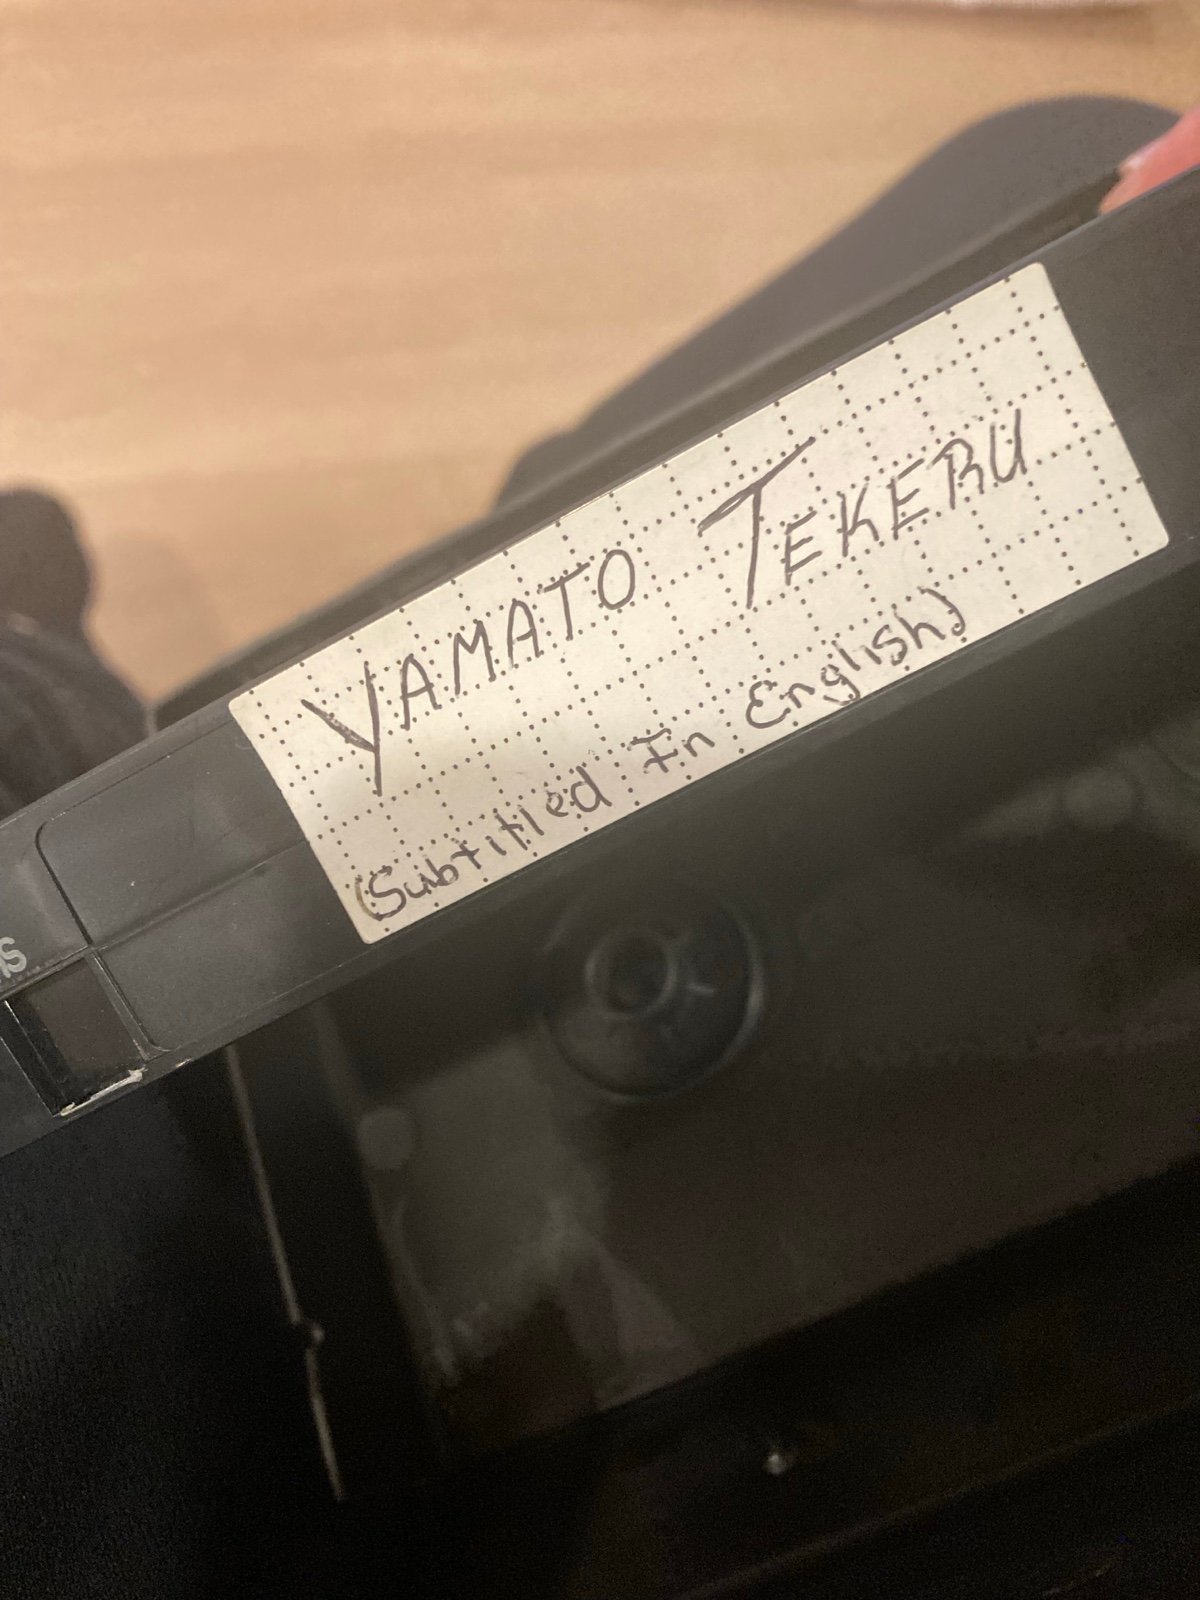 YAMATO TEKERU
(Subtitled In English)